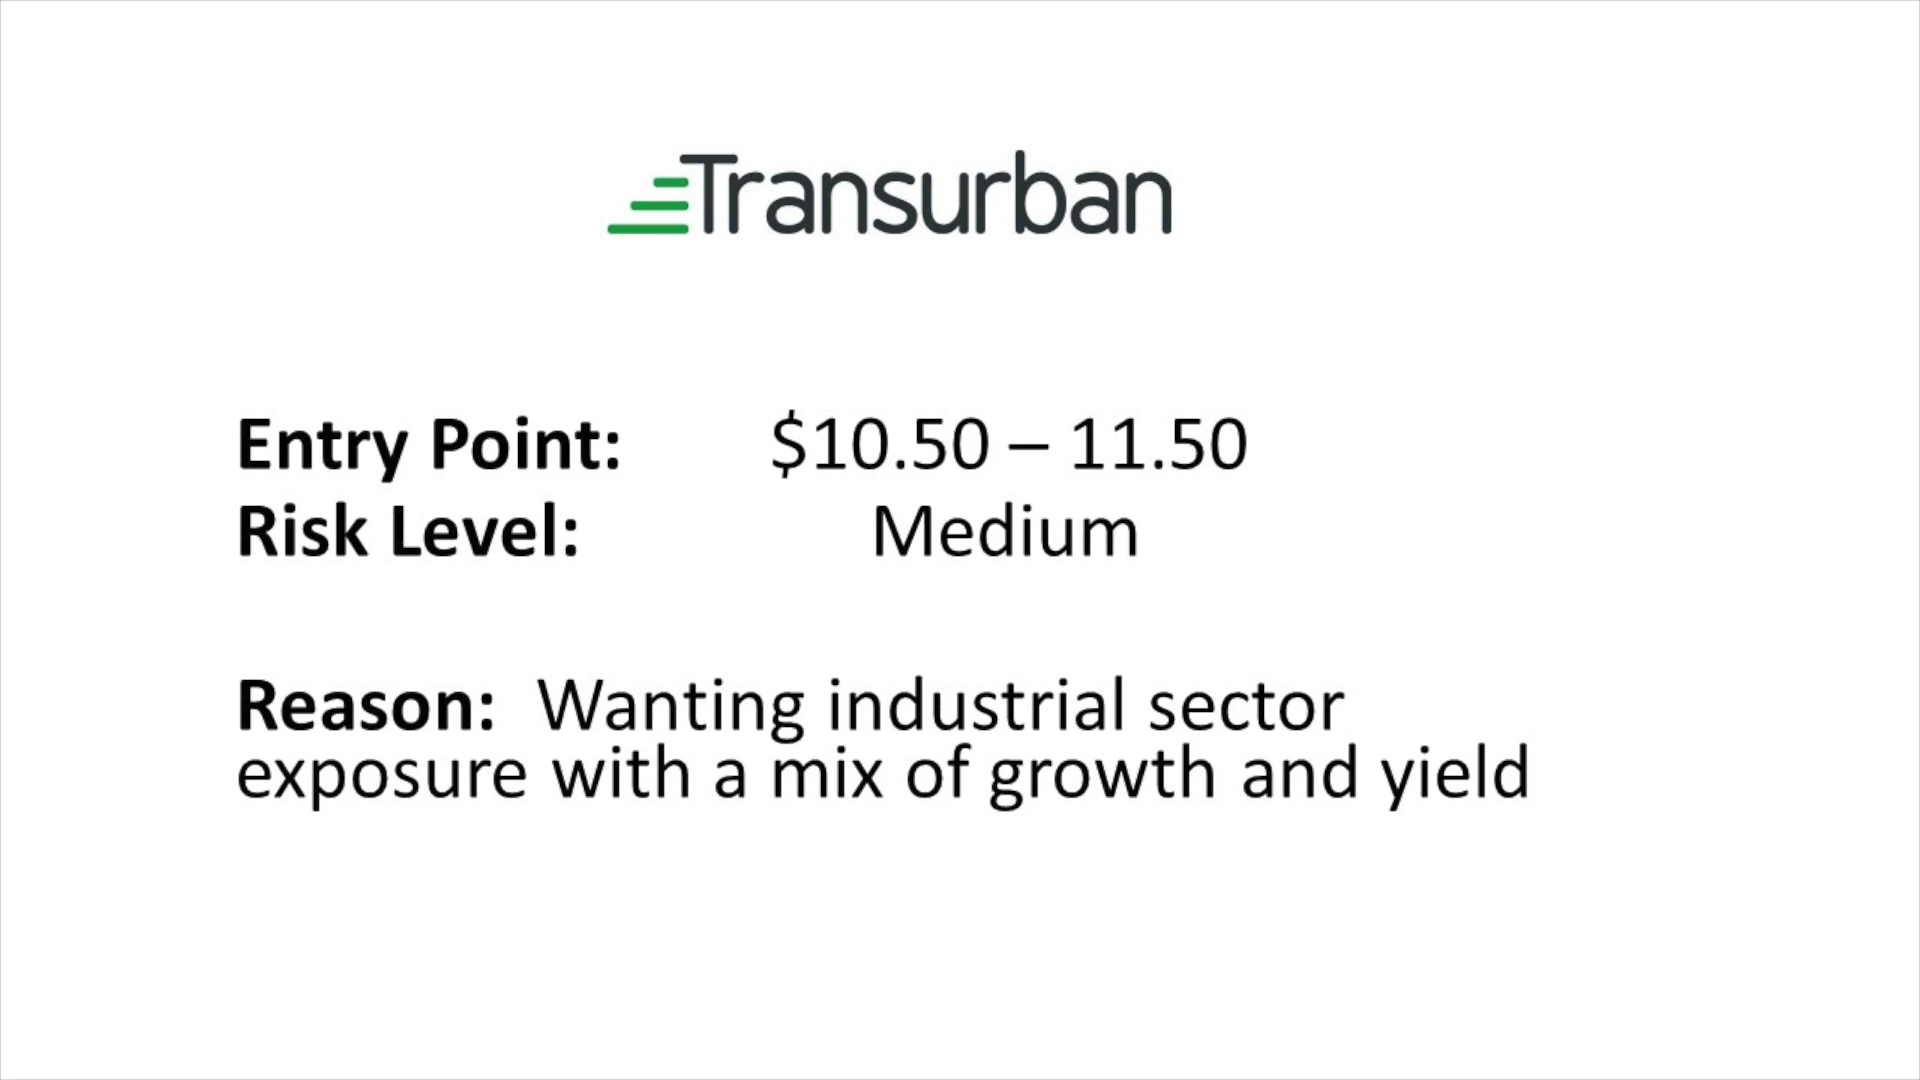 Transurban
Entry Point: $10.50 – 11.50
Risk Level: Medium
Reason: Wanting industrial sector
exposure with a mix of growth and yield